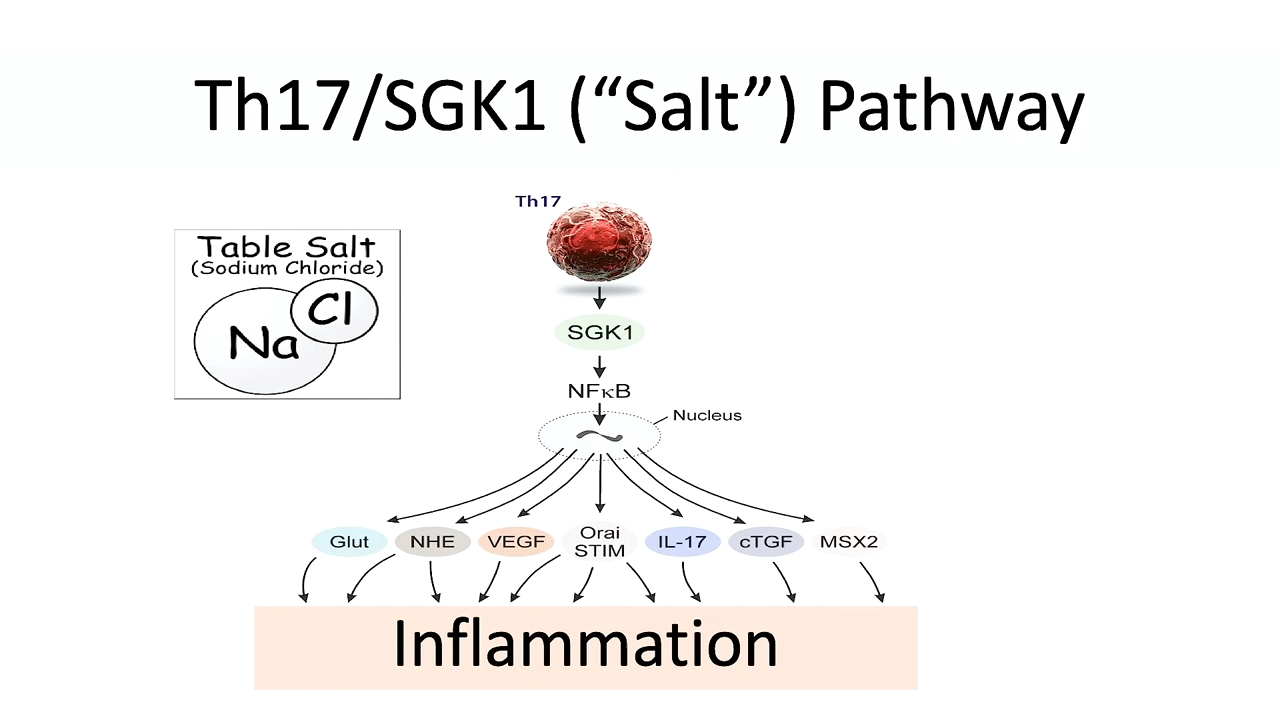 Th17/SGK1 (“Salt”) Pathway
Th17
Table Salt
(Sodium Chloride)
Na
Cl
SGK1
NFκB
Nucleus
Glut
NHE
VEGF
Orai
STIM
IL-17
cTGF
MSX2
Inflammation